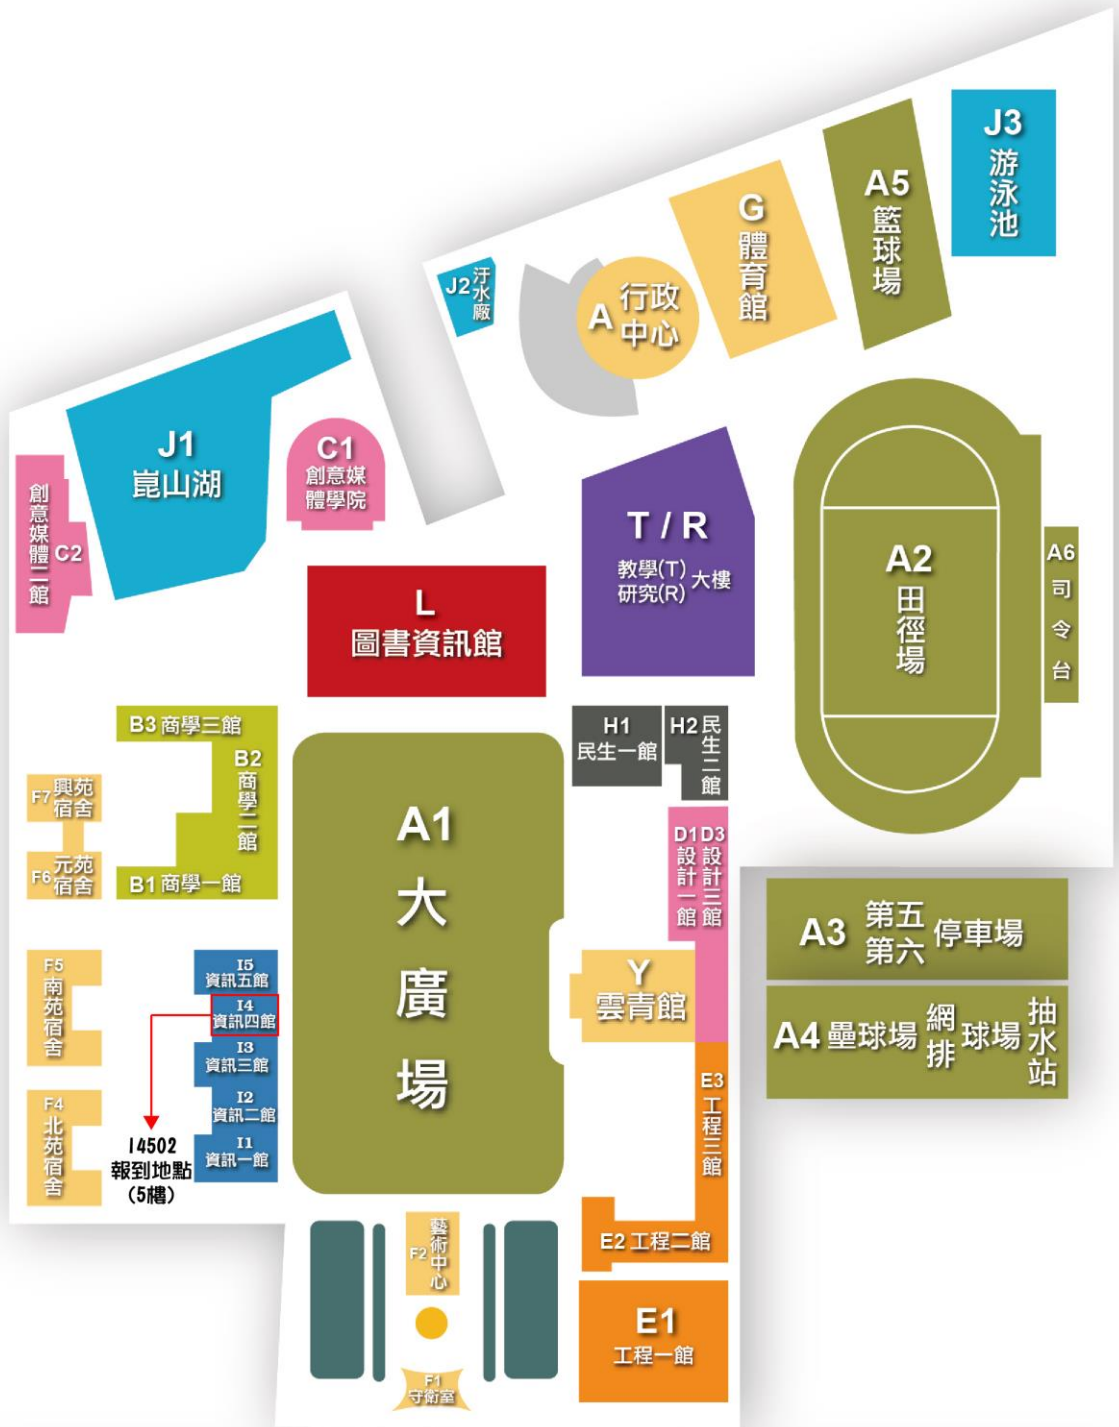 J3
游泳池
A5
籃球場
G
體育館
A 行政
中心
J2 汙水廠
J1
崑山湖
C1
創意媒
體學院
C2 創意媒體二館
T / R
教學(T)
研究(R) 大樓
A2
田徑場
A6
司令台
L
圖書資訊館
B3 商學三館
B2
商學二館
B1 商學一館
H1
民生一館
H2 民生二館
F7 興苑
宿舍
F6 元苑
宿舍
A1
大廣場
D1 設計一館
D3 設計三館
A3 第五
第六 停車場
Y
雲青館
A4 壘球場 網排 球場 抽水站
F5
南苑宿舍
I5
資訊五館
I4
資訊四館
I3
資訊三館
I2
資訊二館
I1
資訊一館
F4
北苑宿舍
I4502
報到地點
(5樓)
E3
工程三館
E2 工程二館
F2 藝術中心
E1
工程一館
F1
守衛室